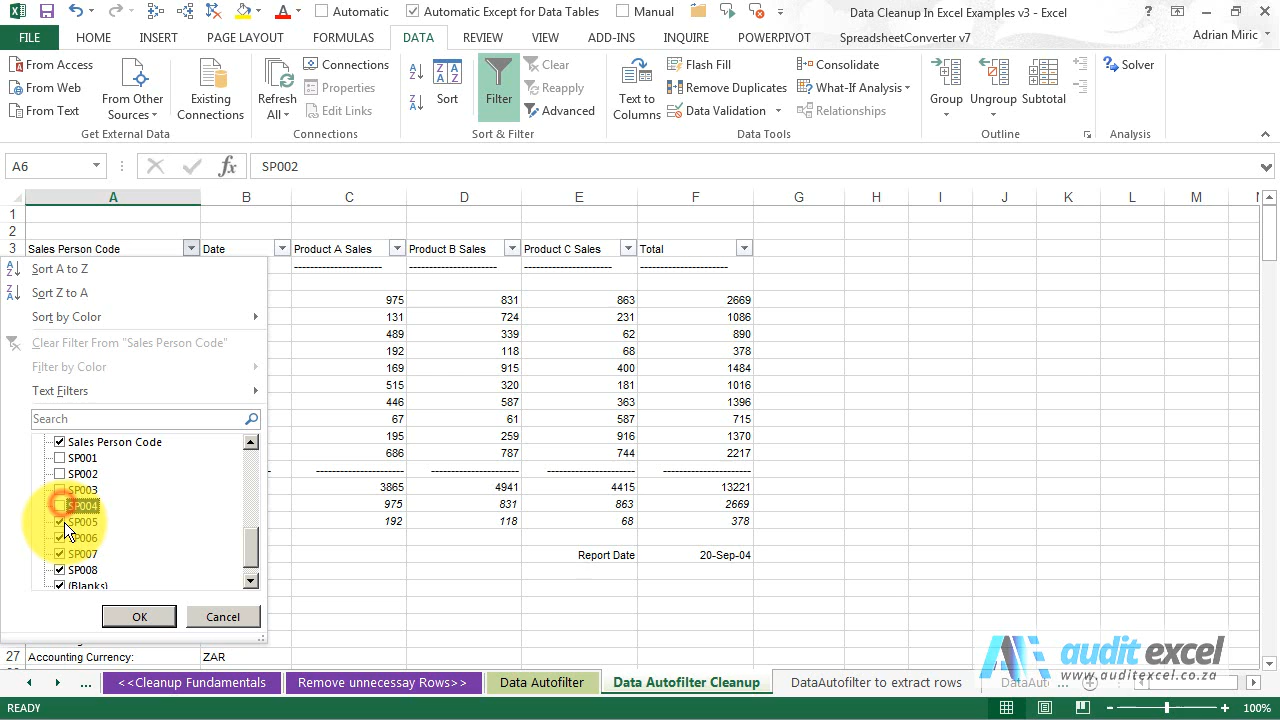 Automatic Automatic Except for Data Tables Manual Data Cleanup In Excel Examples v3 - Excel
FILE HOME INSERT PAGE LAYOUT FORMULAS DATA REVIEW VIEW ADD-INS INQUIRE POWERPIVOT SpreadsheetConverter v7 Adrian Miric
From Access
From Web
From Text
From Other Sources
Existing Connections
Get External Data
Refresh All
Connections
Properties
Edit Links
Connections
Sort
Filter
Clear
Reapply
Advanced
Sort & Filter
Text to Columns
Flash Fill
Remove Duplicates
Data Validation
Consolidate
What-If Analysis
Relationships
Data Tools
Group
Ungroup
Subtotal
Outline
Solver
Analysis
A6 fx SP002
A B C D E F G H I J K L M
1
2
3 Sales Person Code Date Product A Sales Product B Sales Product C Sales Total
---------------------- ---------------------- ---------------------- ----------------------
975 831 863 2669
131 724 231 1086
489 339 62 890
192 118 68 378
169 915 400 1484
515 320 181 1016
446 587 363 1396
67 61 587 715
195 259 916 1370
686 787 744 2217
---------------------- ---------------------- ---------------------- ----------------------
3865 4941 4415 13221
975 831 863 2669
192 118 68 378
Report Date 20-Sep-04
Sort A to Z
Sort Z to A
Sort by Color
Clear Filter From "Sales Person Code"
Filter by Color
Text Filters
Search
Sales Person Code
SP001
SP002
SP003
SP004
SP005
SP006
SP007
SP008
(Blanks)
OK Cancel
27 Accounting Currency: ZAR
audit excel
www.auditexcel.co.za
... <<Cleanup Fundamentals Remove unnecessay Rows>> Data Autofilter Data Autofilter Cleanup DataAutofilter to extract rows ...
READY 100%